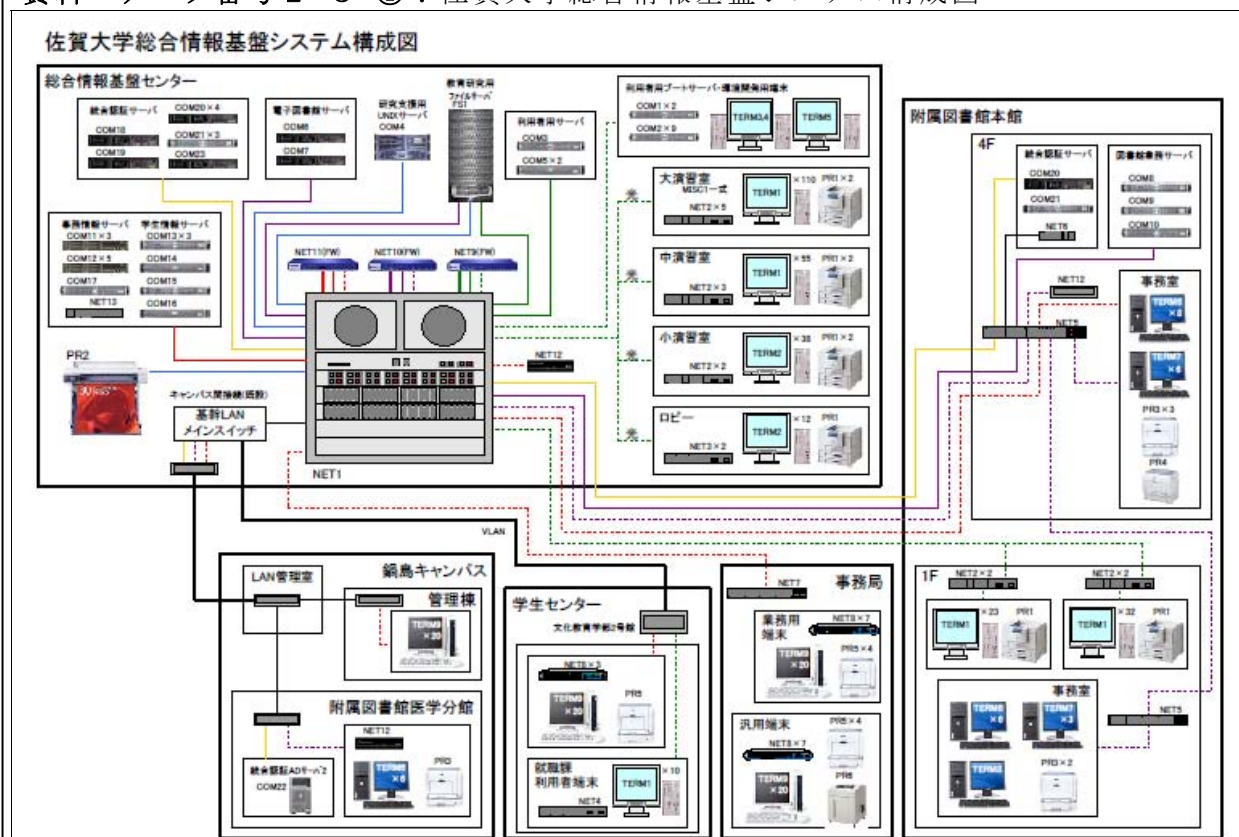 佐賀大学総合情報基盤システム構成図
総合情報基盤センター
統合認証サーバ
COM20×4
COM18
COM21×3
COM19
COM23
電子図書館サーバ
COM6
COM7
研究支援用
UNIXサーバ
COM4
教育研究用
ファイルサーバ
FS1
利用者用サーバ
COM3
COM5×2
利用者用ブートサーバ・環境開発用端末
COM1×2
COM2×9
TERM3,4
TERM5
事務情報サーバ
COM11×3
COM12×5
COM17
NET13
学生情報サーバ
COM13×3
COM14
COM15
COM16
NET11(FW)
NET10(FW)
NET9(FW)
光
大演習室
MISC1一式
NET2×5
TERM1
×110
PR1×2
中演習室
NET2×3
TERM1
×55
PR1×2
光
小演習室
NET2×2
TERM2
PR1×2
光
ロビー
NET3×2
TERM2
×12
PR1
光
PR2
キャンパス間接続(既設)
基幹LAN
メインスイッチ
NET12
NET1
VLAN
附属図書館本館
4F
統合認証サーバ
COM20
COM21
NET6
図書館業務サーバ
COM8
COM9
COM10
NET12
NET5
事務室
TERM6
×8
TERM7
×6
PR3×3
PR4
1F
NET2×2
NET2×2
TERM1
×23
PR1
TERM1
×32
PR1
事務室
TERM6
×6
TERM7
×3
NET5
PR3×2
鍋島キャンパス
LAN管理室
管理棟
TERM9
×20
附属図書館医学分館
NET12
×6
PR3
統合認証ADサーバ2
COM22
学生センター
文化教育学部2号館
NET8×3
TERM9
×20
PR5
就職課
利用者端末
NET4
TERM1
×10
事務局
NET7
業務用
端末
NET8×7
TERM9
×20
PR5×4
汎用端末
NET8×7
TERM9
×20
PR5×4
PR6